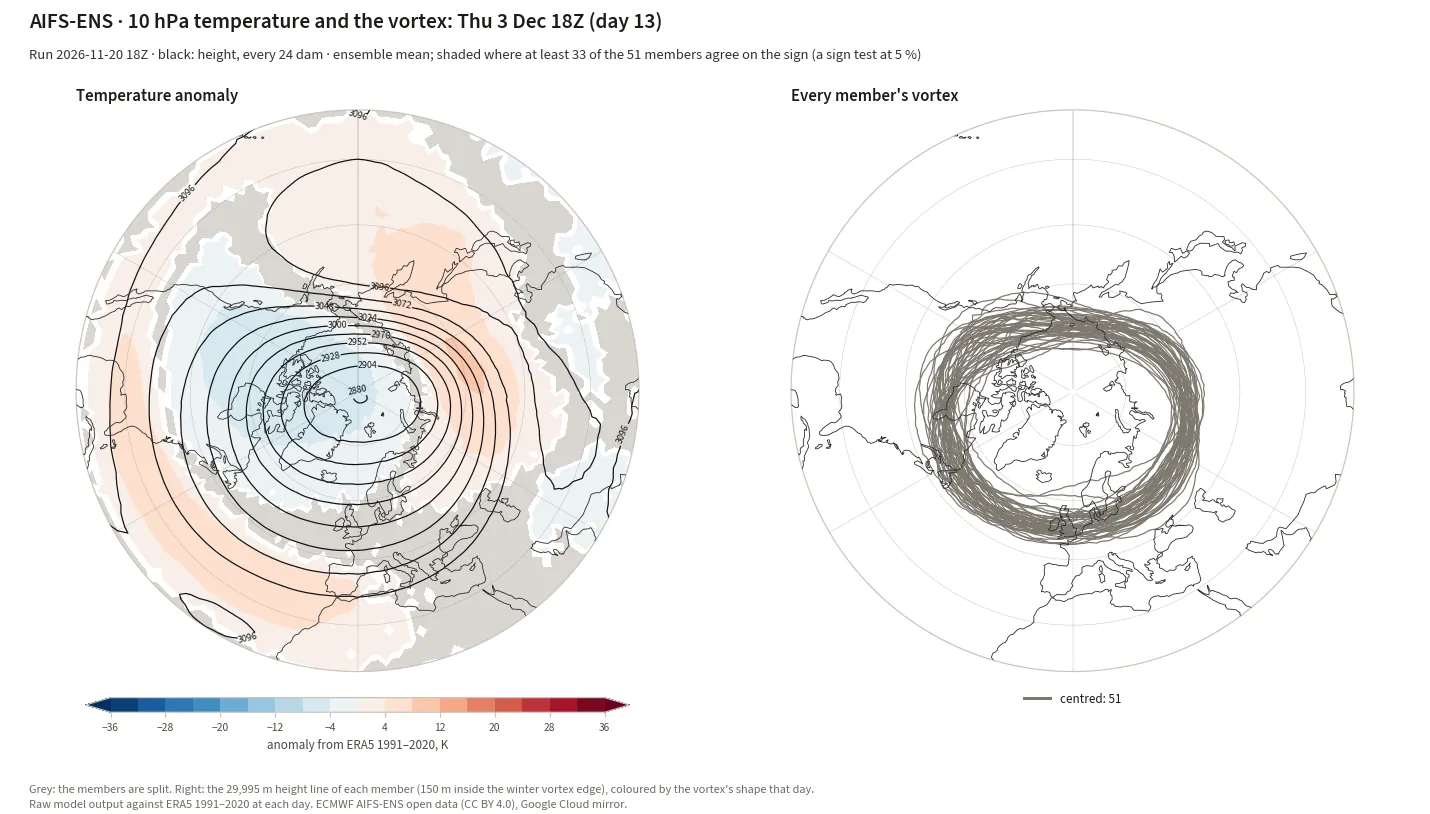 AIFS-ENS · 10 hPa temperature and the vortex: Thu 3 Dec 18Z (day 13)
Run 2026-11-20 18Z · black: height, every 24 dam · ensemble mean; shaded where at least 33 of the 51 members agree on the sign (a sign test at 5 %)
Temperature anomaly
Every member's vortex
3096
3096
3096
3072
3048
3024
3000
2976
2952
2928
2904
2880
3096
3096
centred: 51
−36 −28 −20 −12 −4 4 12 20 28 36
anomaly from ERA5 1991–2020, K
Grey: the members are split. Right: the 29,995 m height line of each member (150 m inside the winter vortex edge), coloured by the vortex's shape that day.
Raw model output against ERA5 1991–2020 at each day. ECMWF AIFS-ENS open data (CC BY 4.0), Google Cloud mirror.